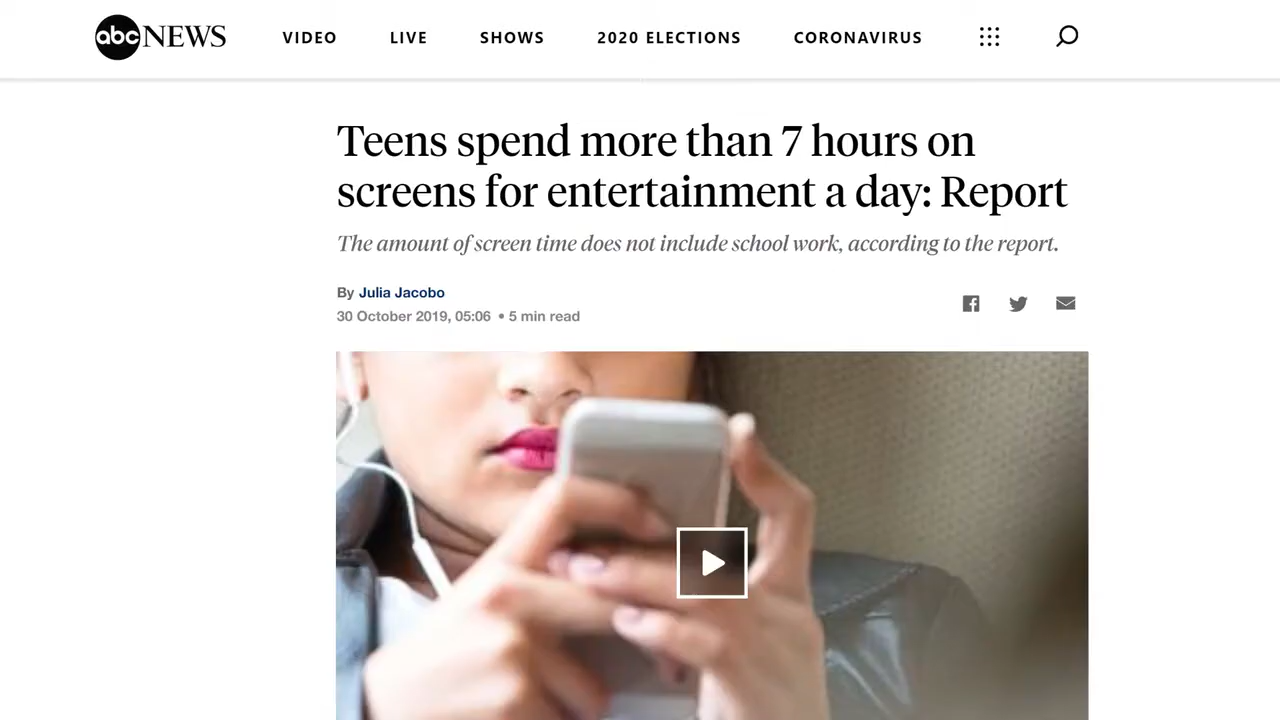 abc NEWS VIDEO LIVE SHOWS 2020 ELECTIONS CORONAVIRUS
Teens spend more than 7 hours on
screens for entertainment a day: Report
The amount of screen time does not include school work, according to the report.
By Julia Jacobo
30 October 2019, 05:06 • 5 min read